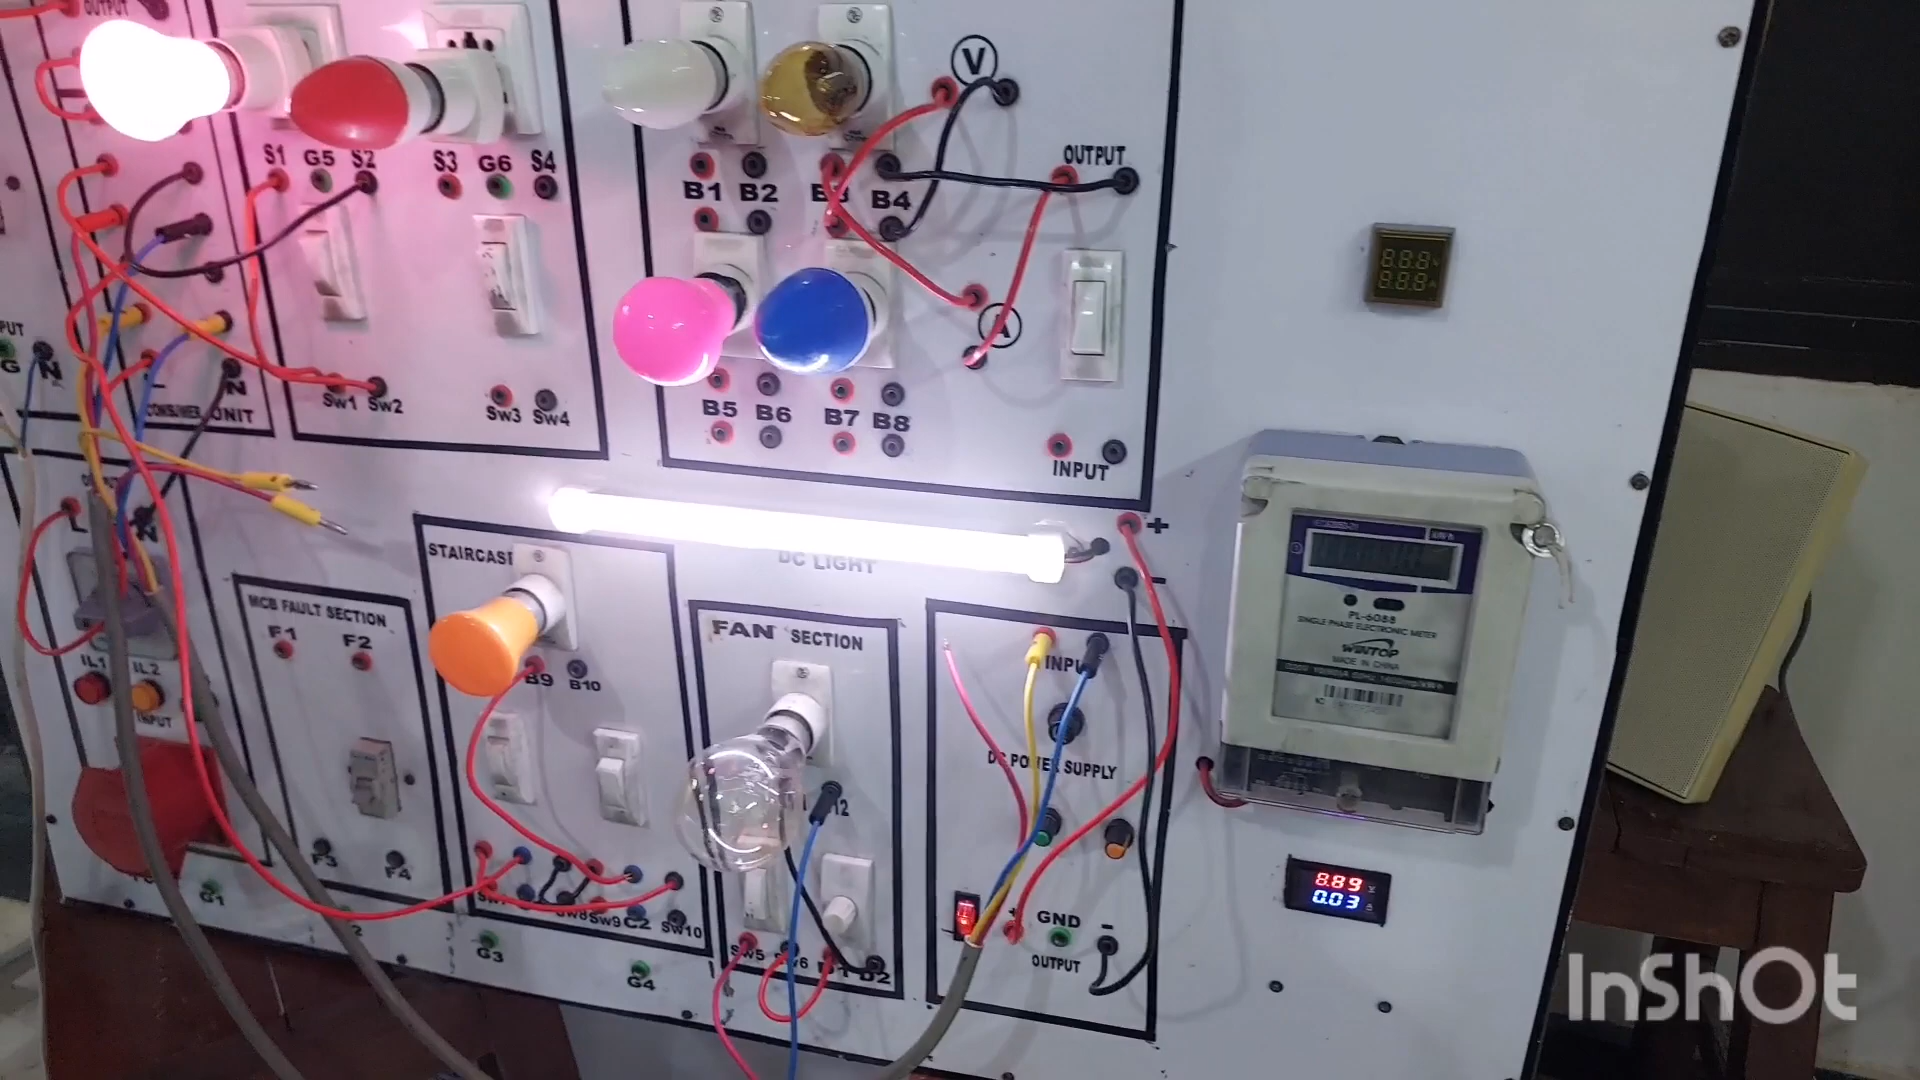 OUTPUT
V
S1 G5 S2
S3 G6 S4
OUTPUT
B1 B2
B4
A
B5 B6
B7 B8
G N
N
Sw1 Sw2
Sw3 Sw4
UNIT
INPUT
+
L N
STAIRCASE
DC LIGHT
-
MCB FAULT SECTION
F1 F2
FAN SECTION
INPUT
PL-6088
SINGLE PHASE ELECTRONIC METER
WINTOP
MADE IN CHINA
kWh
IL1 IL2
INPUT
B9 B10
DC POWER SUPPLY
8.89
0.03
F3 F4
G1
Sw8 Sw9 C2 Sw10
G3
G4
Sw5 D2
+ GND -
OUTPUT
InShOt